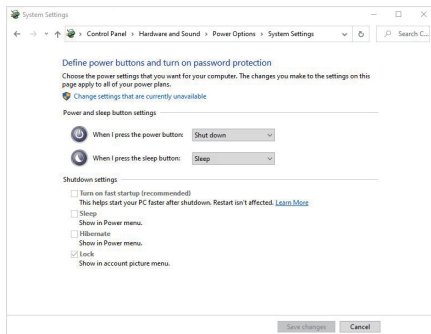 System Settings
Control Panel > Hardware and Sound > Power Options > System Settings
Search C...
Define power buttons and turn on password protection
Choose the power settings that you want for your computer. The changes you make to the settings on this
page apply to all of your power plans.
Change settings that are currently unavailable
Power and sleep button settings
When I press the power button: Shut down
When I press the sleep button: Sleep
Shutdown settings
Turn on fast startup (recommended)
This helps start your PC faster after shutdown. Restart isn't affected. Learn More
Sleep
Show in Power menu.
Hibernate
Show in Power menu.
Lock
Show in account picture menu.
Save changes Cancel